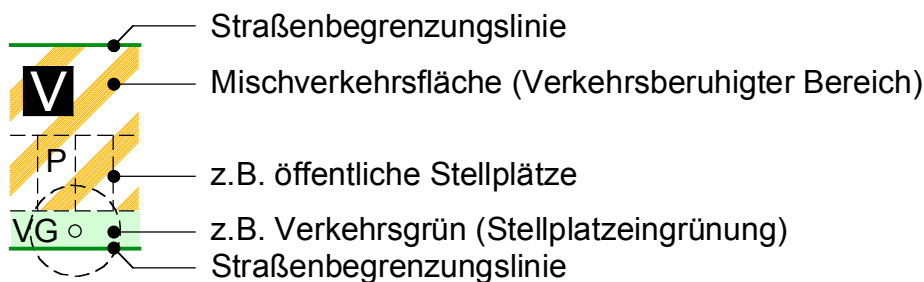 Straßenbegrenzungslinie
V
Mischverkehrsfläche (Verkehrsberuhigter Bereich)
P
z.B. öffentliche Stellplätze
VG
z.B. Verkehrsgrün (Stellplatzeingrünung)
Straßenbegrenzungslinie